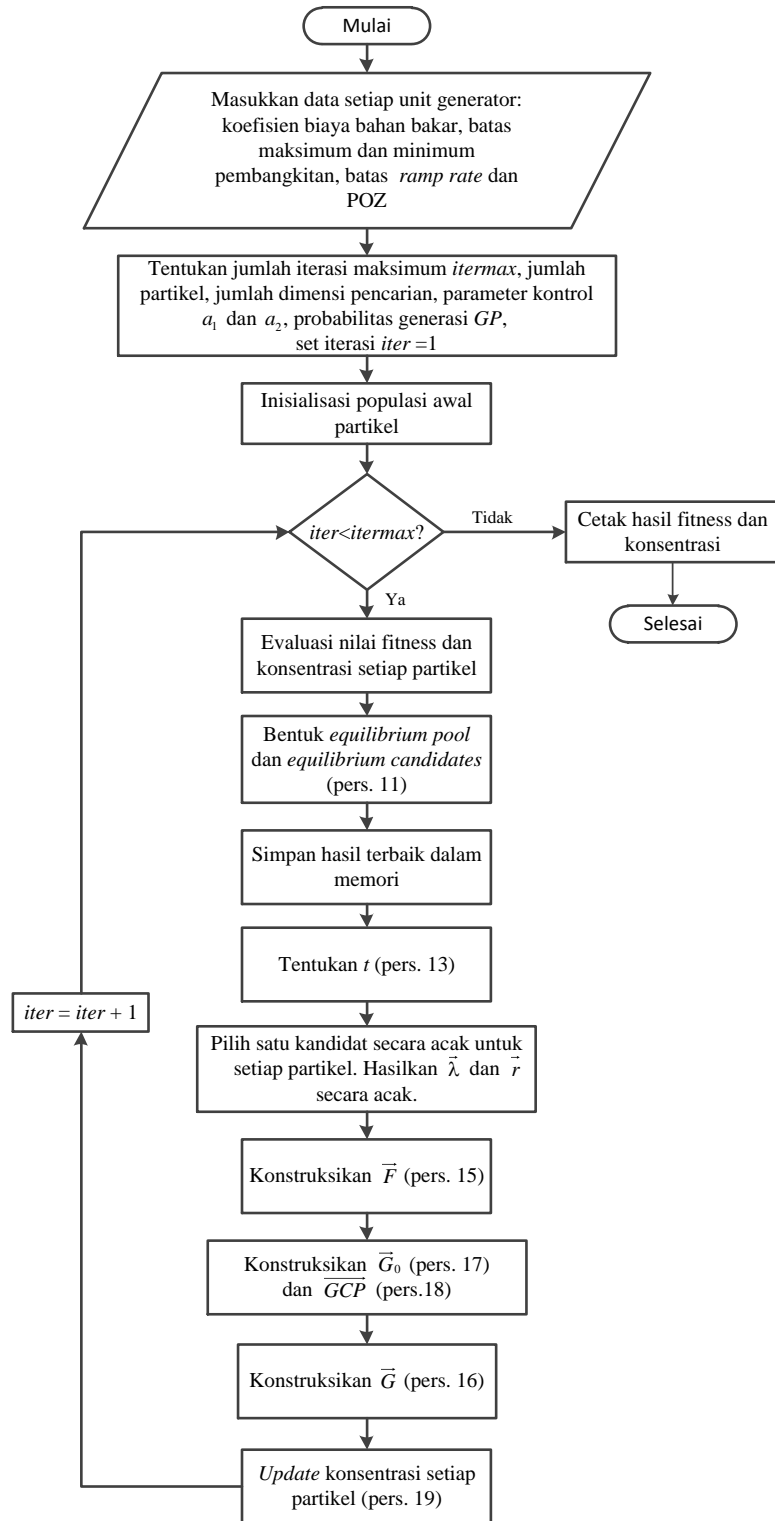 Mulai
Masukkan data setiap unit generator:
koefisien biaya bahan bakar, batas
maksimum dan minimum
pembangkitan, batas ramp rate dan
POZ
Tentukan jumlah iterasi maksimum itermax, jumlah
partikel, jumlah dimensi pencarian, parameter kontrol
a₁ dan a₂, probabilitas generasi GP,
set iterasi iter =1
Inisialisasi populasi awal
partikel
iter<itermax?
Tidak
Cetak hasil fitness dan
konsentrasi
Selesai
Ya
Evaluasi nilai fitness dan
konsentrasi setiap partikel
Bentuk equilibrium pool
dan equilibrium candidates
(pers. 11)
Simpan hasil terbaik dalam
memori
Tentukan t (pers. 13)
iter = iter + 1
Pilih satu kandidat secara acak untuk
setiap partikel. Hasilkan λ⃗ dan r⃗
secara acak.
Konstruksikan F⃗ (pers. 15)
Konstruksikan G⃗₀ (pers. 17)
dan GCP⃗ (pers.18)
Konstruksikan G⃗ (pers. 16)
Update konsentrasi setiap
partikel (pers. 19)